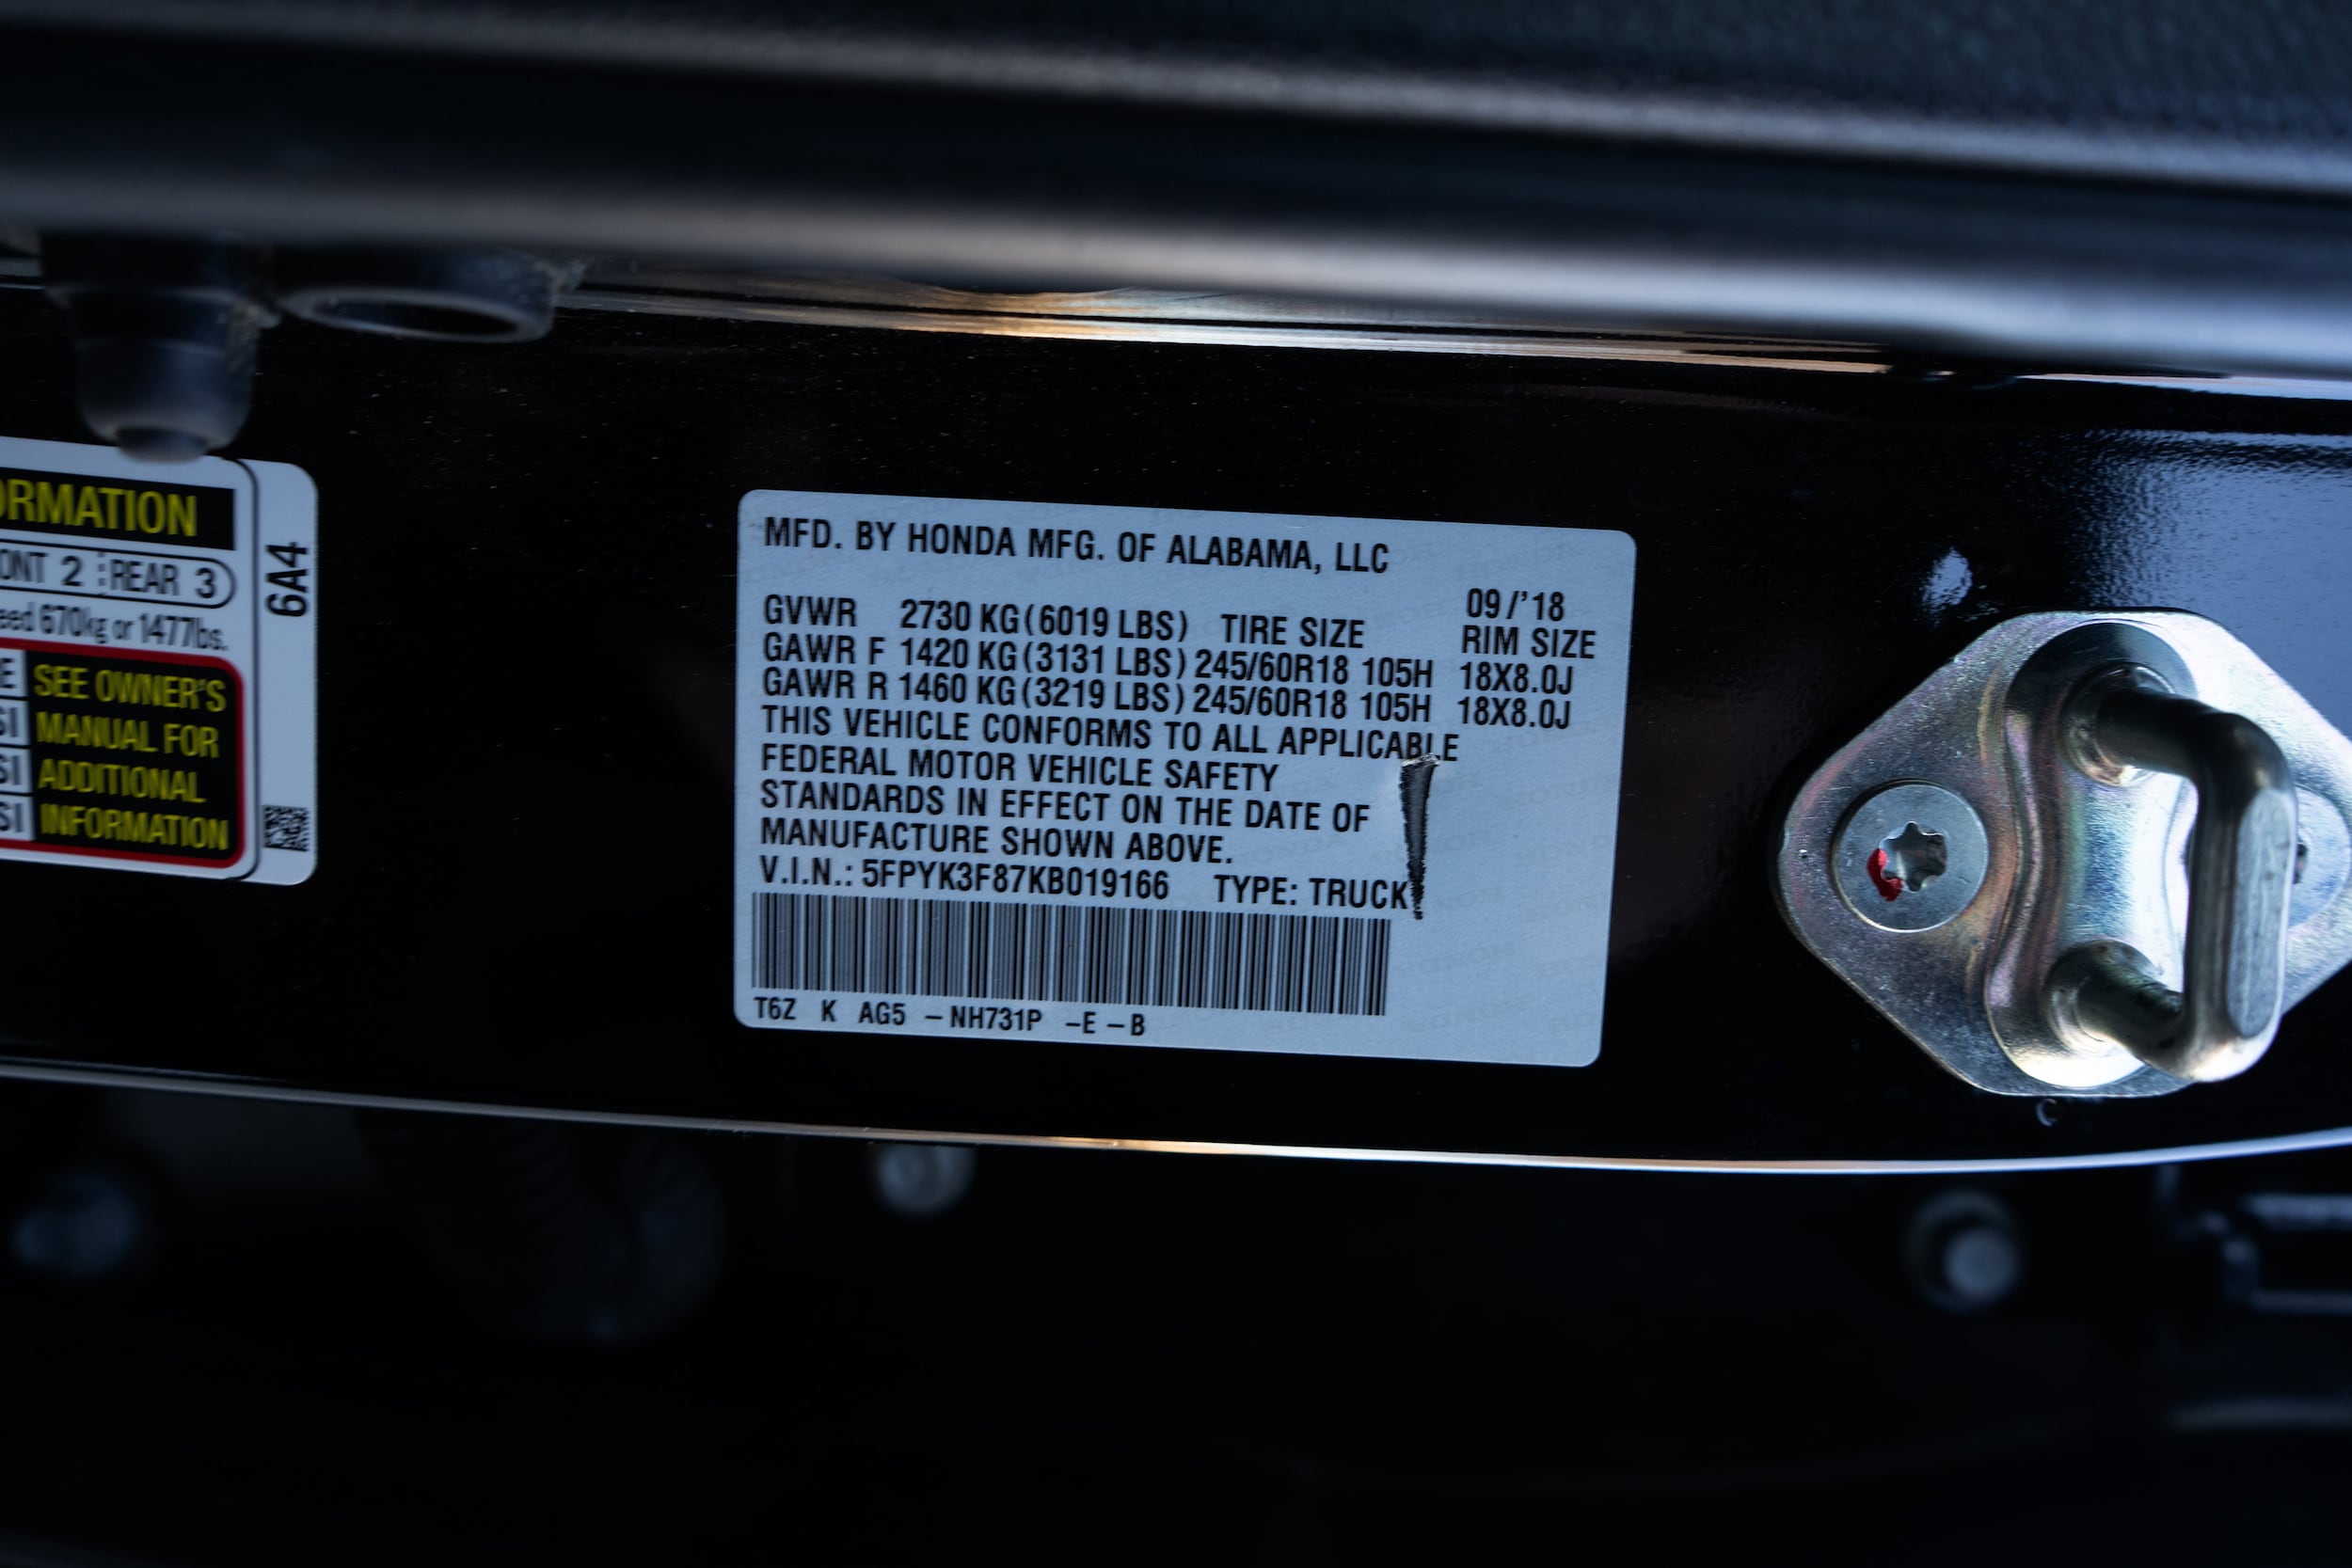 ORMATION
ONT 2 REAR 3
eed 670kg or 1477lbs.
E SEE OWNER'S
SI MANUAL FOR
SI ADDITIONAL
SI INFORMATION
6A4
MFD. BY HONDA MFG. OF ALABAMA, LLC
09/'18
GVWR 2730 KG (6019 LBS) TIRE SIZE RIM SIZE
GAWR F 1420 KG (3131 LBS) 245/60R18 105H 18X8.0J
GAWR R 1460 KG (3219 LBS) 245/60R18 105H 18X8.0J
THIS VEHICLE CONFORMS TO ALL APPLICABLE
FEDERAL MOTOR VEHICLE SAFETY
STANDARDS IN EFFECT ON THE DATE OF
MANUFACTURE SHOWN ABOVE.
V.I.N.: 5FPYK3F87KB019166 TYPE: TRUCK
T6Z K AG5 -NH731P -E -B